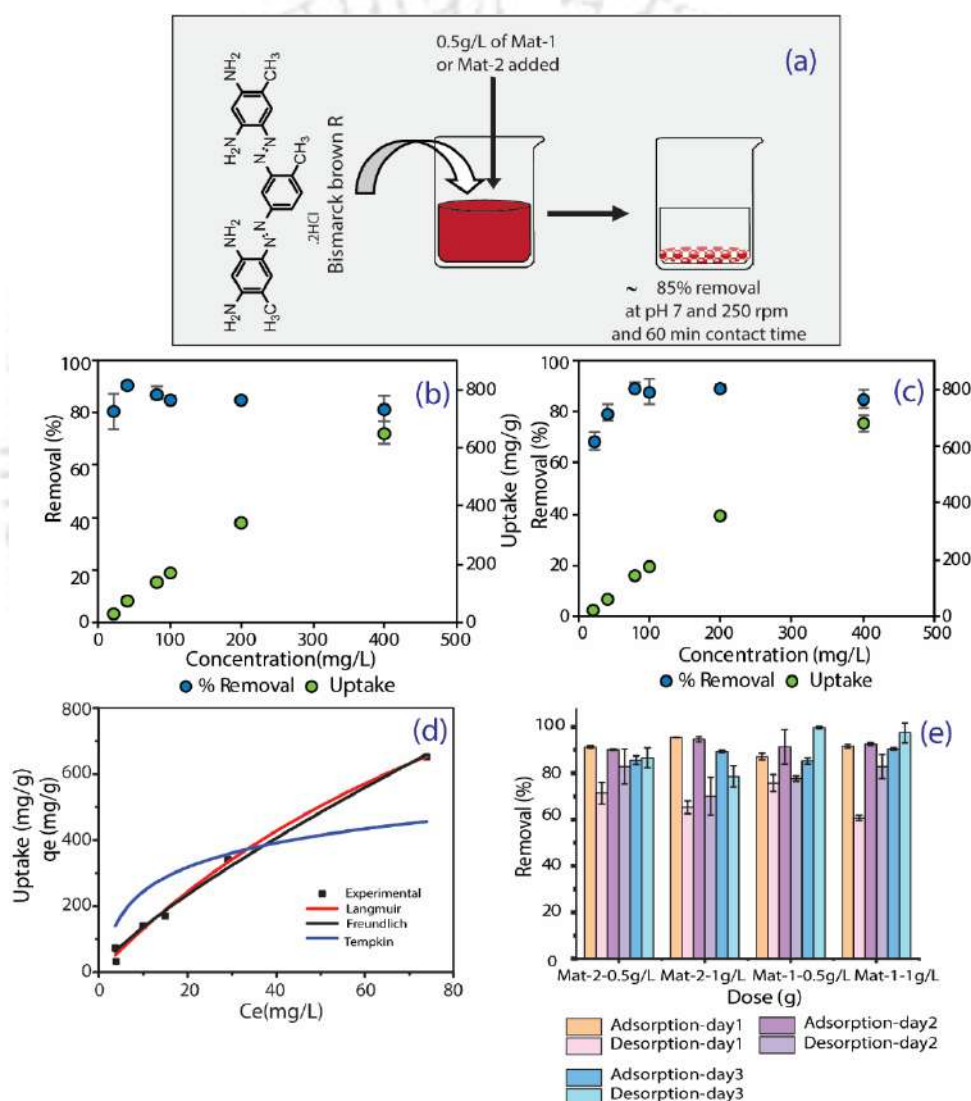 (a)
0.5g/L of Mat-1
or Mat-2 added
NH₂
CH₃
H₂N
N
N
CH₃
NH₂
N
N
H₂N
H₃C
.2HCl
Bismarck brown R
~ 85% removal
at pH 7 and 250 rpm
and 60 min contact time
(b)
Removal (%)
100
80
60
40
20
0
Uptake (mg/g)
800
600
400
200
0
0 100 200 300 400 500
Concentration(mg/L)
% Removal Uptake
(c)
Removal (%)
100
80
60
40
20
0
800
600
400
200
0
0 100 200 300 400 500
Concentration (mg/L)
% Removal Uptake
(d)
Uptake (mg/g)
qe (mg/g)
800
600
400
200
0
Experimental
Langmuir
Freundlich
Tempkin
0 20 40 60 80
Ce(mg/L)
(e)
Removal (%)
100
80
60
40
20
0
Mat-2-0.5g/L Mat-2-1g/L Mat-1-0.5g/L Mat-1-1g/L
Dose (g)
Adsorption-day1 Adsorption-day2
Desorption-day1 Desorption-day2
Adsorption-day3
Desorption-day3